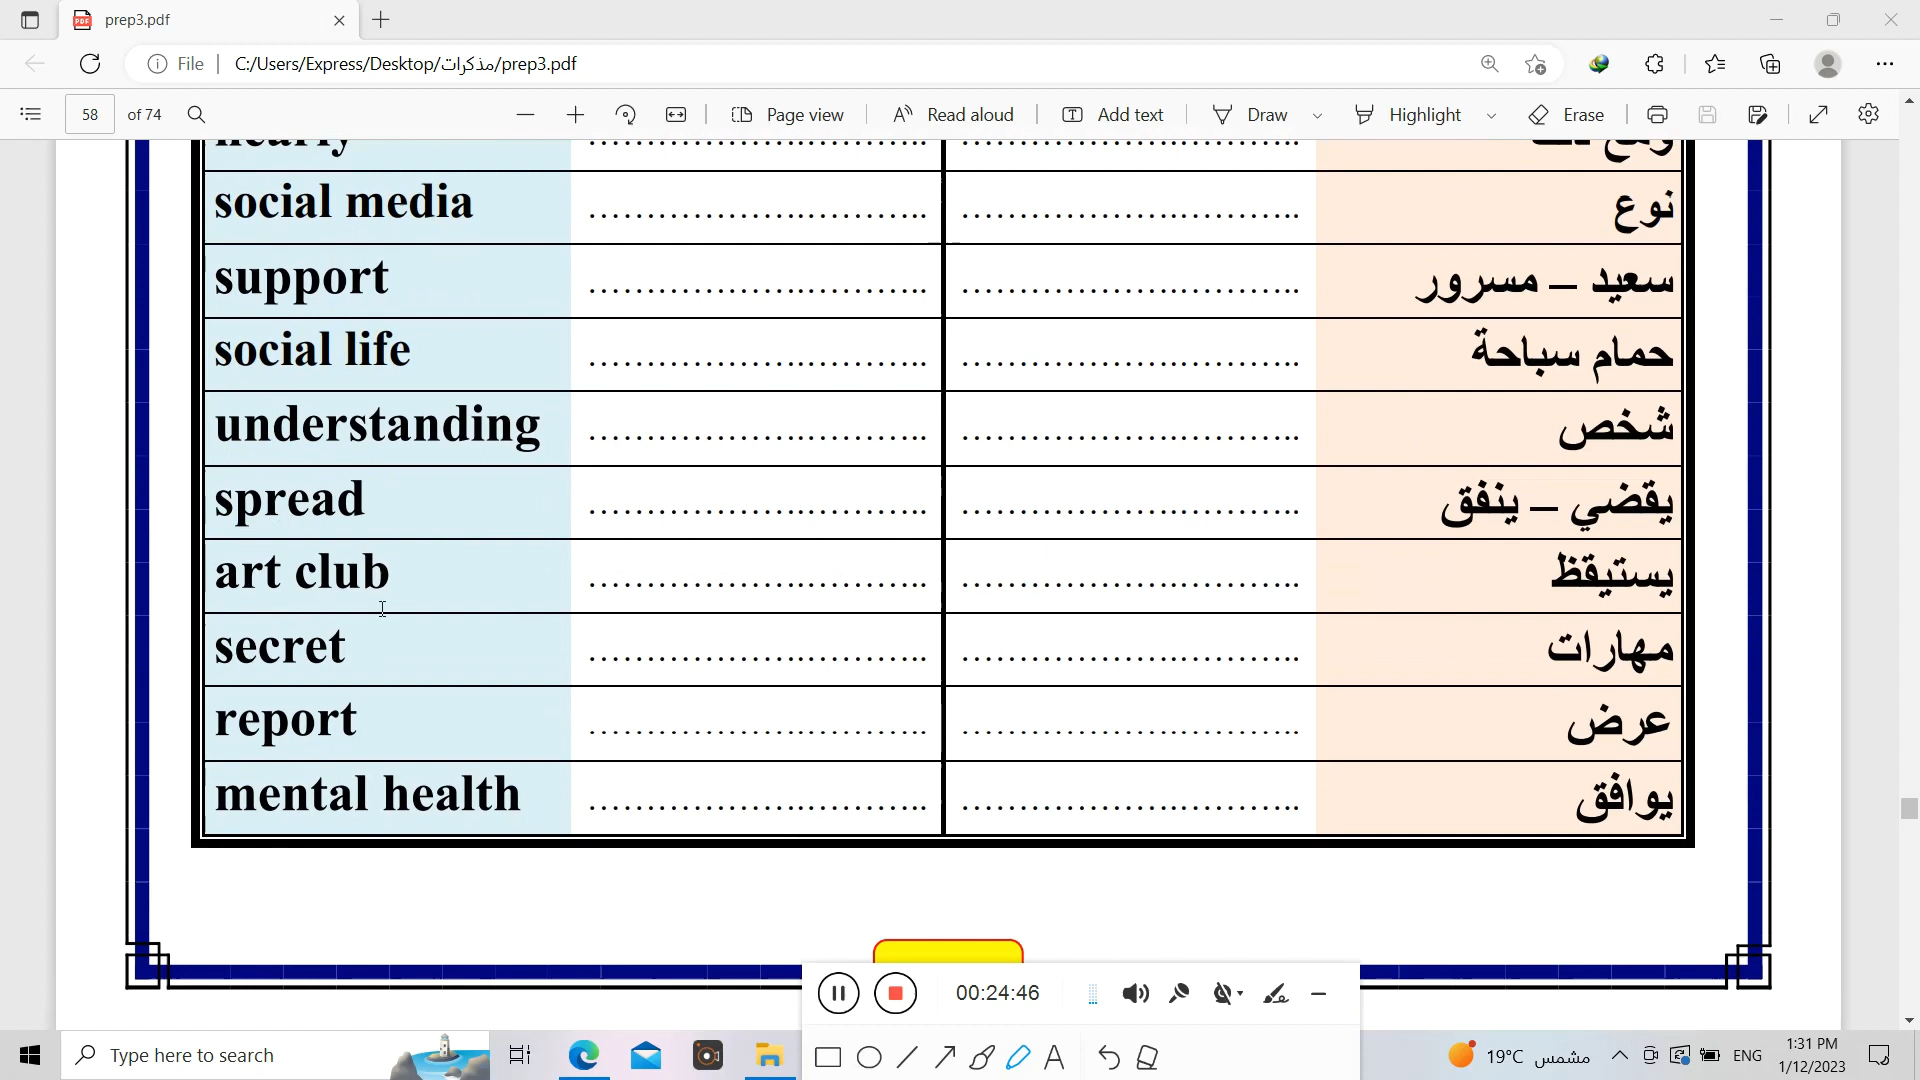 prep3.pdf
File
C:/Users/Express/Desktop/مذكرات/prep3.pdf
58 of 74
Page view
Read aloud
Add text
Draw
Highlight
Erase
nearly
social media نوع
support سعيد – مسرور
social life حمام سباحة
understanding شخص
spread يقضي – ينفق
art club يستيقظ
secret مهارات
report عرض
mental health يوافق
00:24:46
Type here to search
19°C مشمس
ENG
1:31 PM
1/12/2023